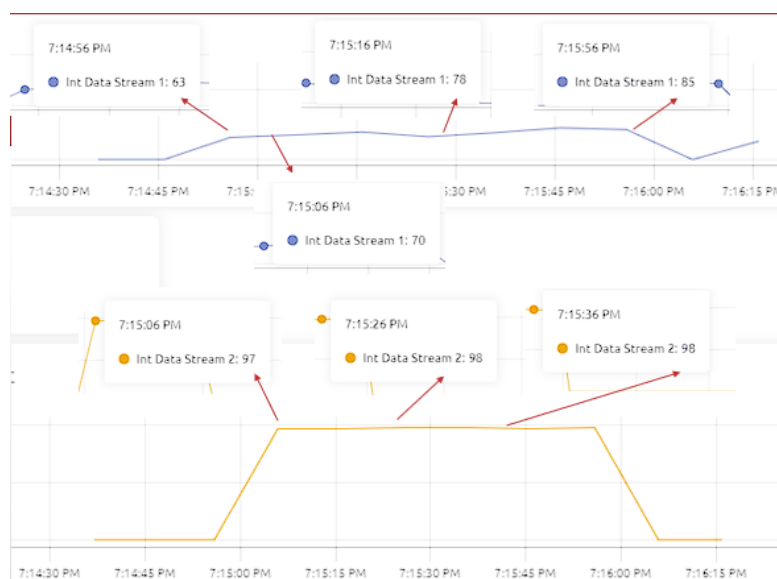 7:14:56 PM
Int Data Stream 1: 63
7:15:16 PM
Int Data Stream 1: 78
7:15:56 PM
Int Data Stream 1: 85
7:14:30 PM 7:14:45 PM 7:15: 5:30 PM 7:15:45 PM 7:16:00 PM 7:16:15 PM
7:15:06 PM
Int Data Stream 1: 70
7:15:06 PM
Int Data Stream 2: 97
7:15:26 PM
Int Data Stream 2: 98
7:15:36 PM
Int Data Stream 2: 98
7:14:30 PM 7:14:45 PM 7:15:00 PM 7:15:15 PM 7:15:30 PM 7:15:45 PM 7:16:00 PM 7:16:15 PM